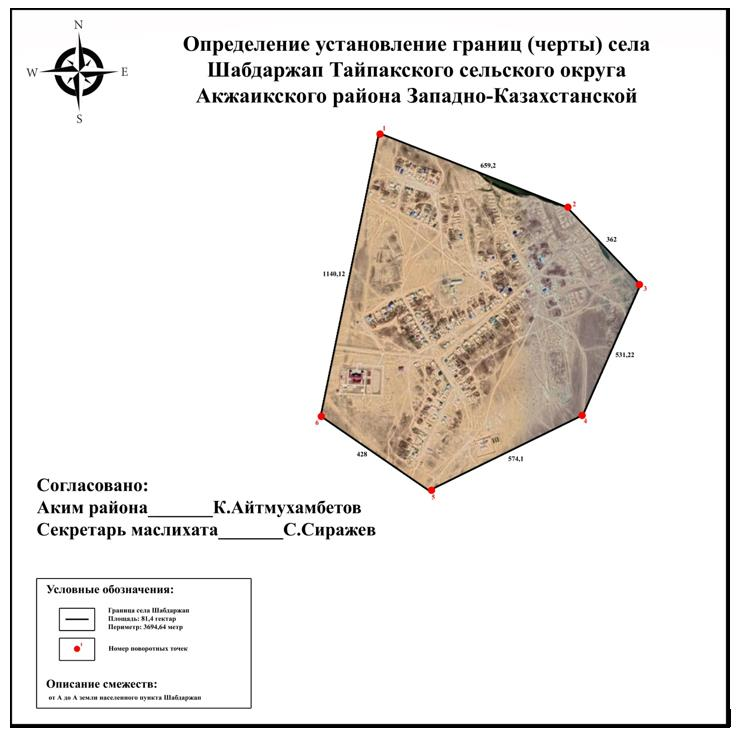 N
W E
S
Определение установление границ (черты) села
Шабдаржап Тайпакского сельского округа
Акжаикского района Западно-Казахстанской
1
659,2
2
362
3
1140,12
531,22
4
6
574,1
428
5
Согласовано:
Аким района_______К.Айтмухамбетов
Секретарь маслихата_______С.Сиражев
Условные обозначения:
Граница села Шабдаржап
Площадь: 81,4 гектар
Периметр: 3694,64 метр
1
Номер поворотных точек
Описание смежеств:
от А до А земли населенного пункта Шабдаржап